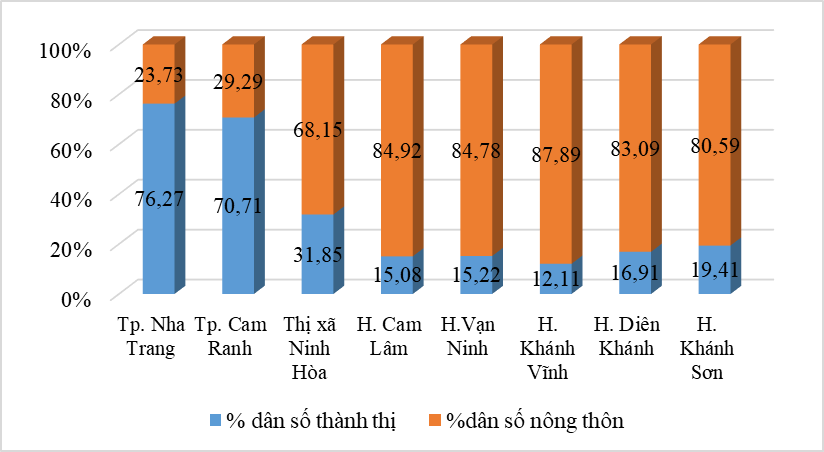 100%
80%
60%
40%
20%
0%
23,73
29,29
68,15
84,92
84,78
87,89
83,09
80,59
76,27
70,71
31,85
15,08
15,22
12,11
16,91
19,41
Tp. Nha
Trang
Tp. Cam
Ranh
Thị xã
Ninh
Hòa
H. Cam
Lâm
H.Vạn
Ninh
H.
Khánh
Vĩnh
H. Diên
Khánh
H.
Khánh
Sơn
% dân số thành thị
%dân số nông thôn